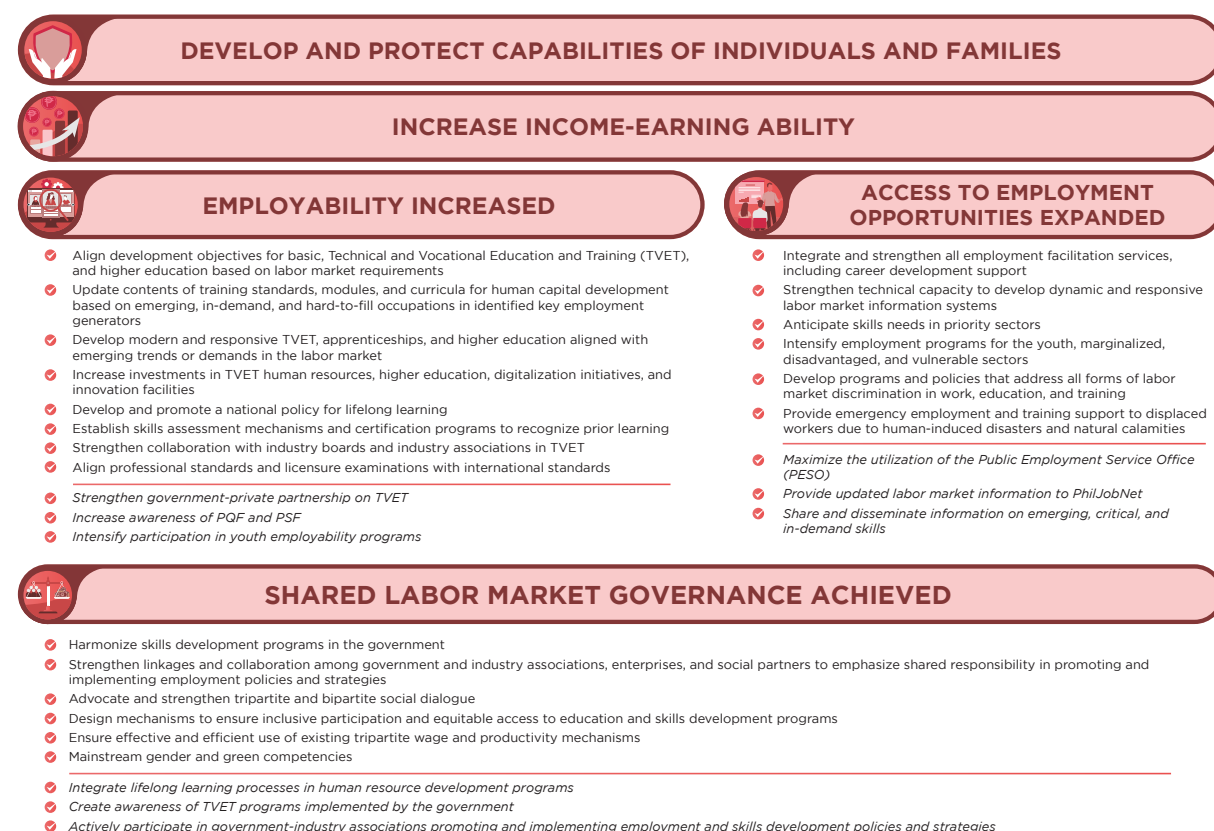 DEVELOP AND PROTECT CAPABILITIES OF INDIVIDUALS AND FAMILIES
INCREASE INCOME-EARNING ABILITY
EMPLOYABILITY INCREASED
Align development objectives for basic, Technical and Vocational Education and Training (TVET),
and higher education based on labor market requirements
Update contents of training standards, modules, and curricula for human capital development
based on emerging, in-demand, and hard-to-fill occupations in identified key employment
generators
Develop modern and responsive TVET, apprenticeships, and higher education aligned with
emerging trends or demands in the labor market
Increase investments in TVET human resources, higher education, digitalization initiatives, and
innovation facilities
Develop and promote a national policy for lifelong learning
Establish skills assessment mechanisms and certification programs to recognize prior learning
Strengthen collaboration with industry boards and industry associations in TVET
Align professional standards and licensure examinations with international standards
Strengthen government-private partnership on TVET
Increase awareness of PQF and PSF
Intensify participation in youth employability programs
ACCESS TO EMPLOYMENT
OPPORTUNITIES EXPANDED
Integrate and strengthen all employment facilitation services,
including career development support
Strengthen technical capacity to develop dynamic and responsive
labor market information systems
Anticipate skills needs in priority sectors
Intensify employment programs for the youth, marginalized,
disadvantaged, and vulnerable sectors
Develop programs and policies that address all forms of labor
market discrimination in work, education, and training
Provide emergency employment and training support to displaced
workers due to human-induced disasters and natural calamities
Maximize the utilization of the Public Employment Service Office
(PESO)
Provide updated labor market information to PhilJobNet
Share and disseminate information on emerging, critical, and
in-demand skills
SHARED LABOR MARKET GOVERNANCE ACHIEVED
Harmonize skills development programs in the government
Strengthen linkages and collaboration among government and industry associations, enterprises, and social partners to emphasize shared responsibility in promoting and
implementing employment policies and strategies
Advocate and strengthen tripartite and bipartite social dialogue
Design mechanisms to ensure inclusive participation and equitable access to education and skills development programs
Ensure effective and efficient use of existing tripartite wage and productivity mechanisms
Mainstream gender and green competencies
Integrate lifelong learning processes in human resource development programs
Create awareness of TVET programs implemented by the government
Actively participate in government-industry associations promoting and implementing employment and skills development policies and strategies